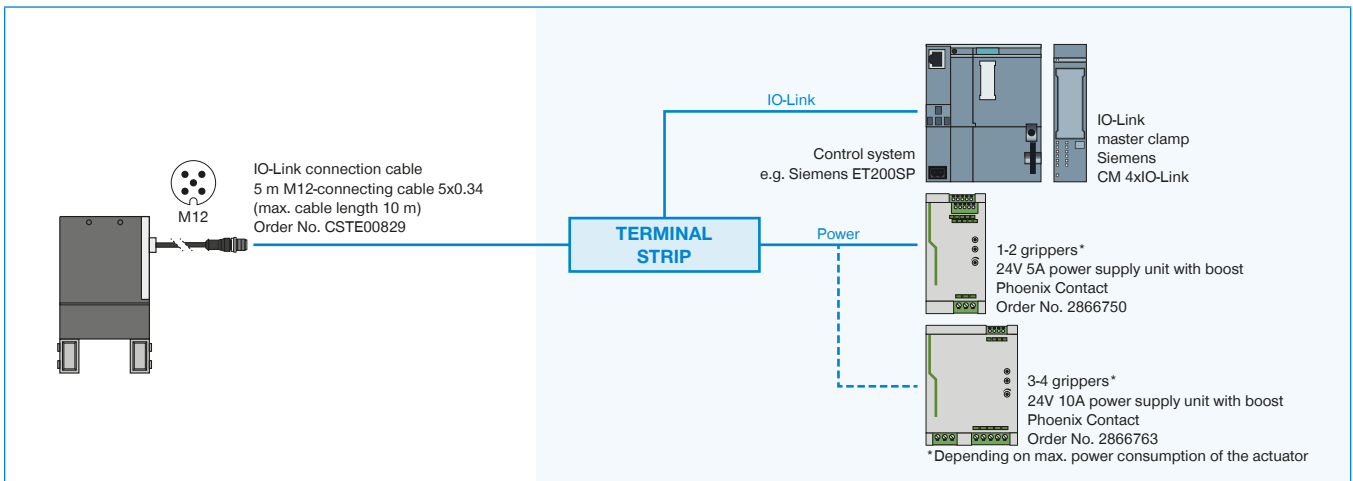 M12
IO-Link connection cable
5 m M12-connecting cable 5x0.34
(max. cable length 10 m)
Order No. CSTE00829
TERMINAL
STRIP
IO-Link
Control system
e.g. Siemens ET200SP
IO-Link
master clamp
Siemens
CM 4xIO-Link
Power
1-2 grippers*
24V 5A power supply unit with boost
Phoenix Contact
Order No. 2866750
3-4 grippers*
24V 10A power supply unit with boost
Phoenix Contact
Order No. 2866763
*Depending on max. power consumption of the actuator